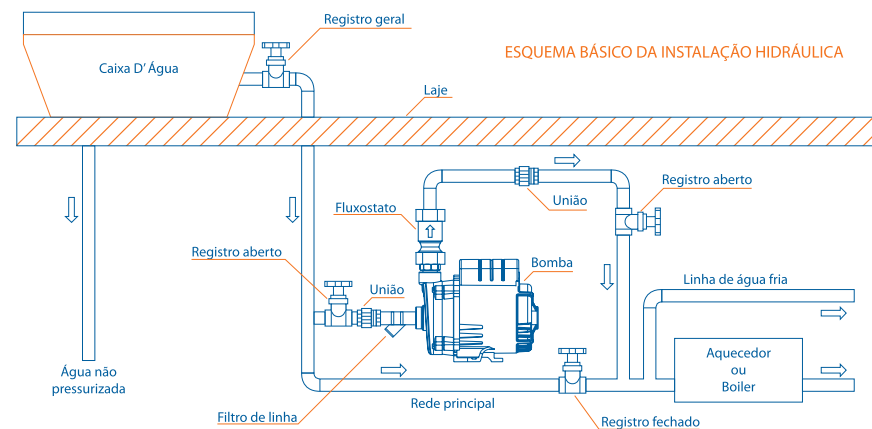 Registro geral
ESQUEMA BÁSICO DA INSTALAÇÃO HIDRÁULICA
Caixa D' Água
Laje
Registro aberto
União
Fluxostato
Registro aberto
Bomba
Linha de água fria
União
Água não
pressurizada
Aquecedor
ou
Boiler
Rede principal
Filtro de linha
Registro fechado